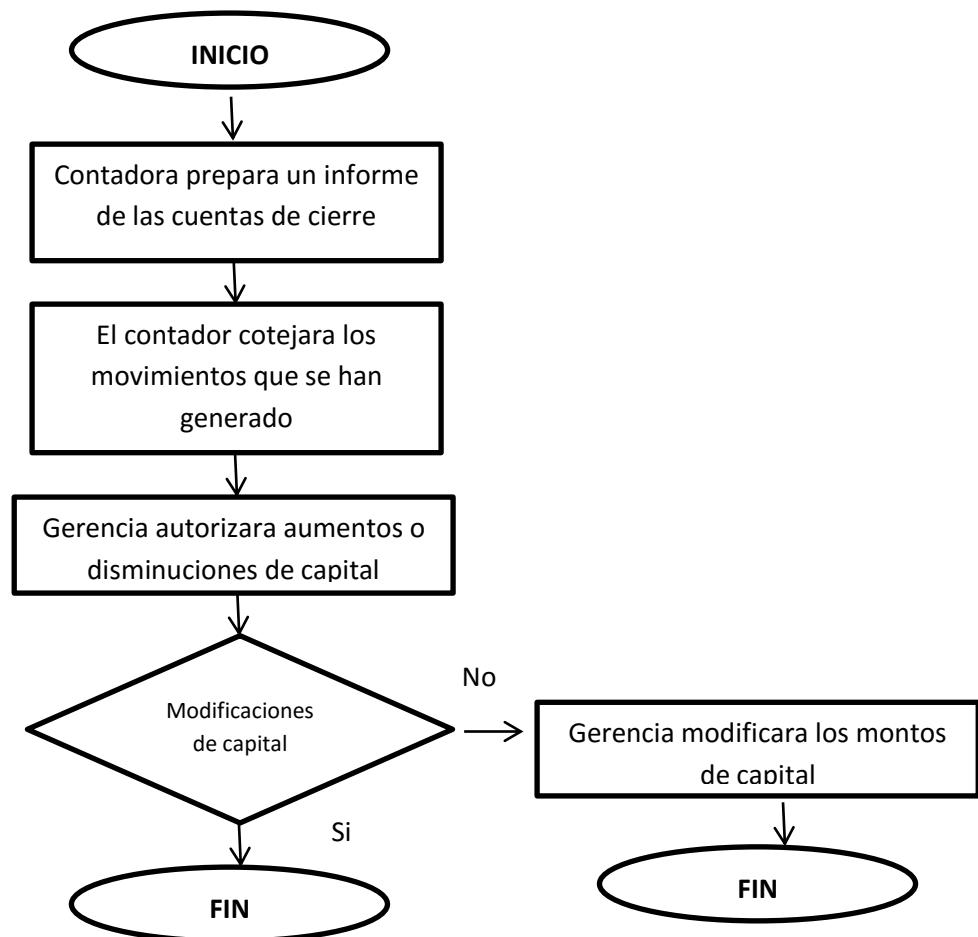 INICIO
Contadora prepara un informe
de las cuentas de cierre
El contador cotejara los
movimientos que se han
generado
Gerencia autorizara aumentos o
disminuciones de capital
Modificaciones
de capital
No
Gerencia modificara los montos
de capital
Si
FIN
FIN